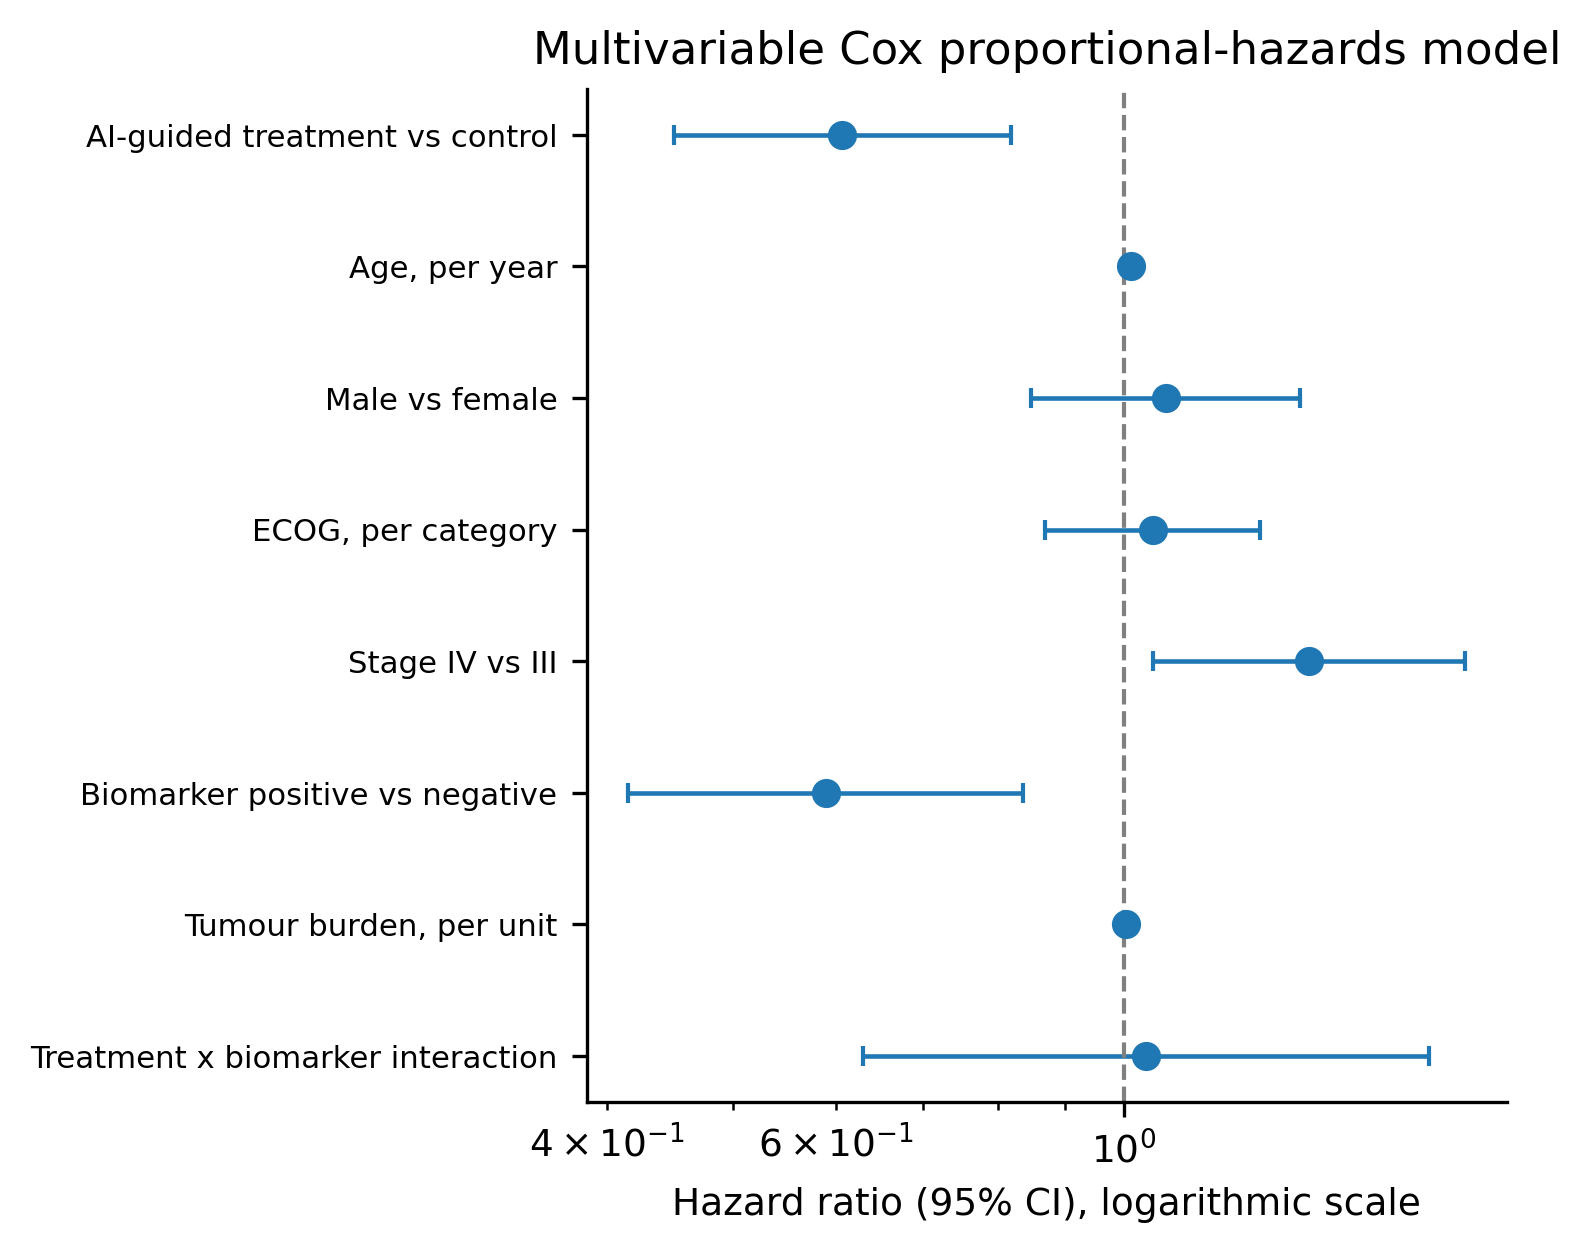 Multivariable Cox proportional-hazards model
AI-guided treatment vs control
Age, per year
Male vs female
ECOG, per category
Stage IV vs III
Biomarker positive vs negative
Tumour burden, per unit
Treatment x biomarker interaction
4 × 10⁻¹ 6 × 10⁻¹ 10⁰
Hazard ratio (95% CI), logarithmic scale